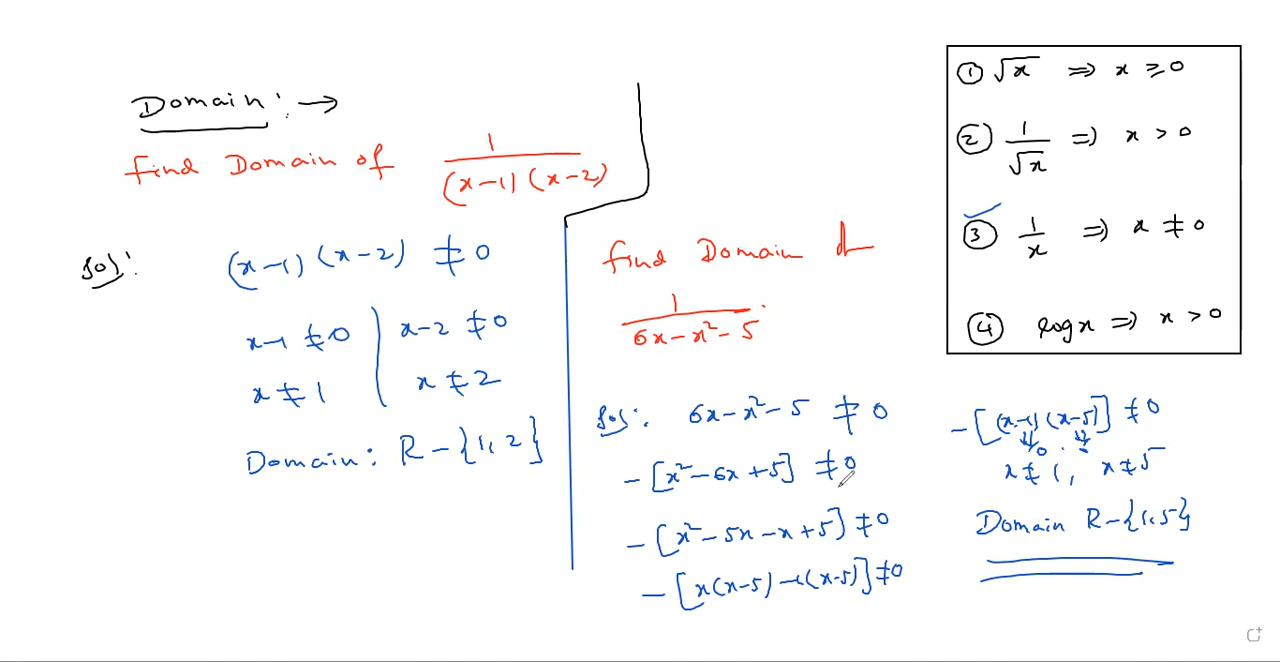 Domain: →
Find Domain of 1/((x-1)(x-2))
Sol:
(x-1)(x-2) ≠ 0
x-1 ≠ 0 | x-2 ≠ 0
x ≠ 1 | x ≠ 2
Domain: R-{1,2}
Find Domain of
1/(6x-x²-5)
Sol: 6x-x²-5 ≠ 0
-[x²-6x+5] ≠ 0
-[x²-5x-x+5] ≠ 0
-[x(x-5)-1(x-5)] ≠ 0
-[(x-1)(x-5)] ≠ 0
x ≠ 1, x ≠ 5
Domain R-{1,5}
① √x ⇒ x ≥ 0
② 1/√x ⇒ x > 0
③ 1/x ⇒ x ≠ 0
④ log x ⇒ x > 0